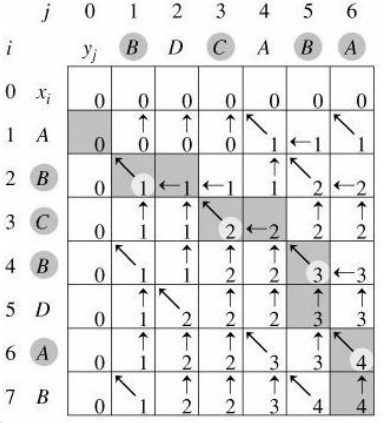 j 0 1 2 3 4 5 6
i y_j B D C A B A
0 x_i 0 0 0 0 0 0 0
1 A 0 ↑0 ↑0 ↑0 ↖1 ←1 ↖1
2 B 0 ↖1 ←1 ←1 ↑1 ↖2 ←2
3 C 0 ↑1 ↑1 ↖2 ←2 ↑2 ↑2
4 B 0 ↖1 ↑1 ↑2 ↑2 ↖3 ←3
5 D 0 ↑1 ↖2 ↑2 ↑2 ↑3 ↑3
6 A 0 ↑1 ↑2 ↑2 ↖3 ↑3 ↖4
7 B 0 ↖1 ↑2 ↑2 ↑3 ↖4 ↑4